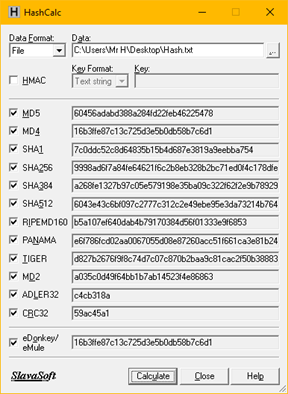 HashCalc
Data Format: Data:
File C:\Users\Mr H\Desktop\Hash.txt ...
HMAC Key Format: Key:
Text string
MD5 60456adabd388a284fd22feb46225478
MD4 16b3ffe87c13c725d3e5b0db58b7c6d1
SHA1 7c0ddc52c8d64835b15b4d687e3819a9eebba754
SHA256 9998ad6f7a84fe64621f6c2b8eb328b2bc71ed0f4c178dfe
SHA384 a268fe1327b97c05e579198e35ba09c322f62f2e9b78929
SHA512 6043e43c6bf097c2777c312c2e49ebe95e3da73214b764
RIPEMD160 b5a107ef640dab4b79170384d56f01333e9f6853
PANAMA e6f786fcd02aa0067055d08e87260acc51f661ca3e81b24
TIGER d827b2676f9f8c74d7c07c870b2baa9c81cac2f50b38883
MD2 a035c0d49f64bb1b7ab14523f4e86863
ADLER32 c4cb318a
CRC32 59ac45a1
eDonkey/
eMule 16b3ffe87c13c725d3e5b0db58b7c6d1
SlavaSoft Calculate Close Help